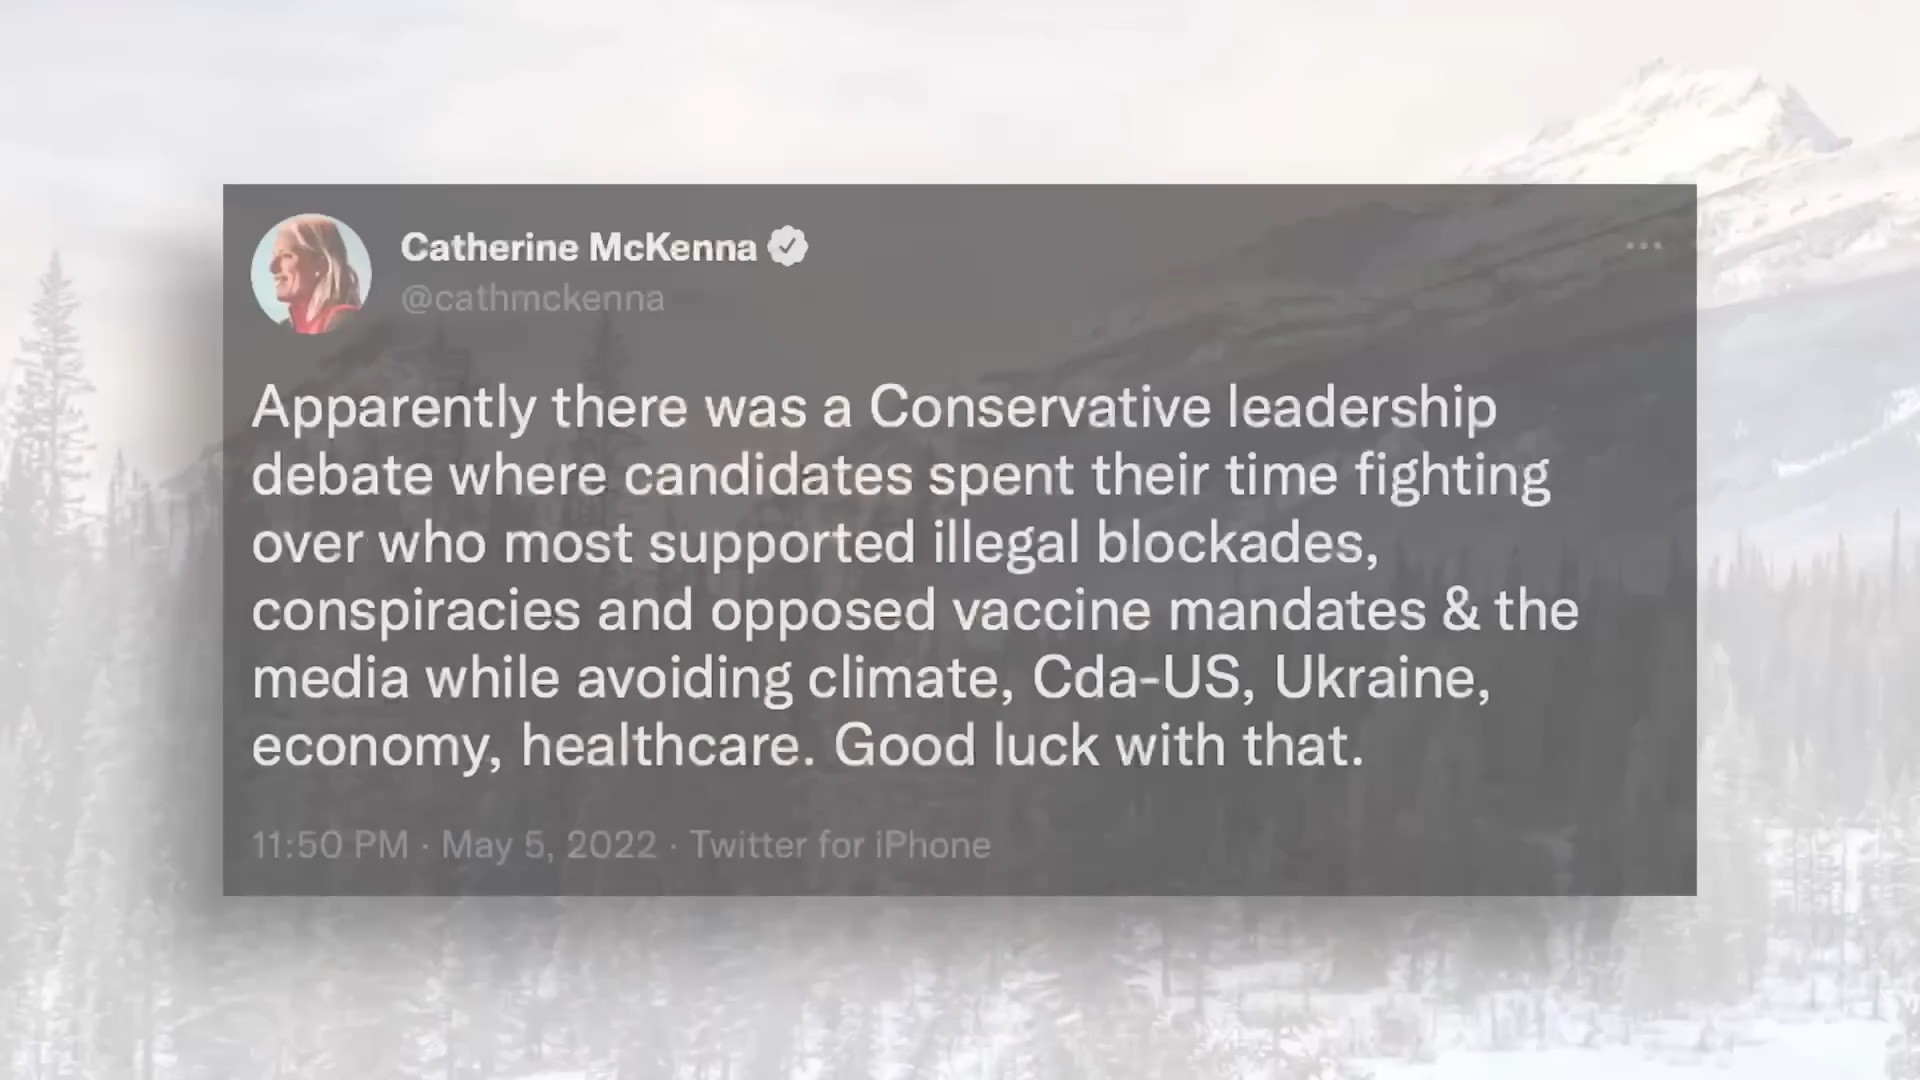 Catherine McKenna
@cathmckenna
Apparently there was a Conservative leadership
debate where candidates spent their time fighting
over who most supported illegal blockades,
conspiracies and opposed vaccine mandates & the
media while avoiding climate, Cda-US, Ukraine,
economy, healthcare. Good luck with that.
11:50 PM · May 5, 2022 · Twitter for iPhone